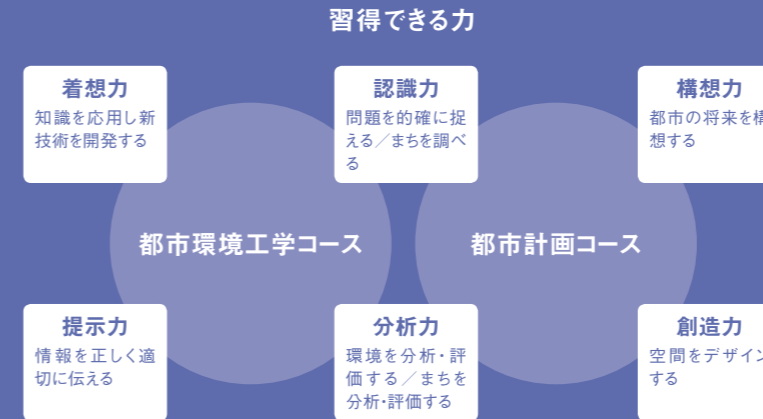 習得できる力
着想力
知識を応用し新
技術を開発する
認識力
問題を的確に捉
える／まちを調べ
る
構想力
都市の将来を構
想する
都市環境工学コース
都市計画コース
提示力
情報を正しく適
切に伝える
分析力
環境を分析・評
価する／まちを
分析・評価する
創造力
空間をデザイン
する